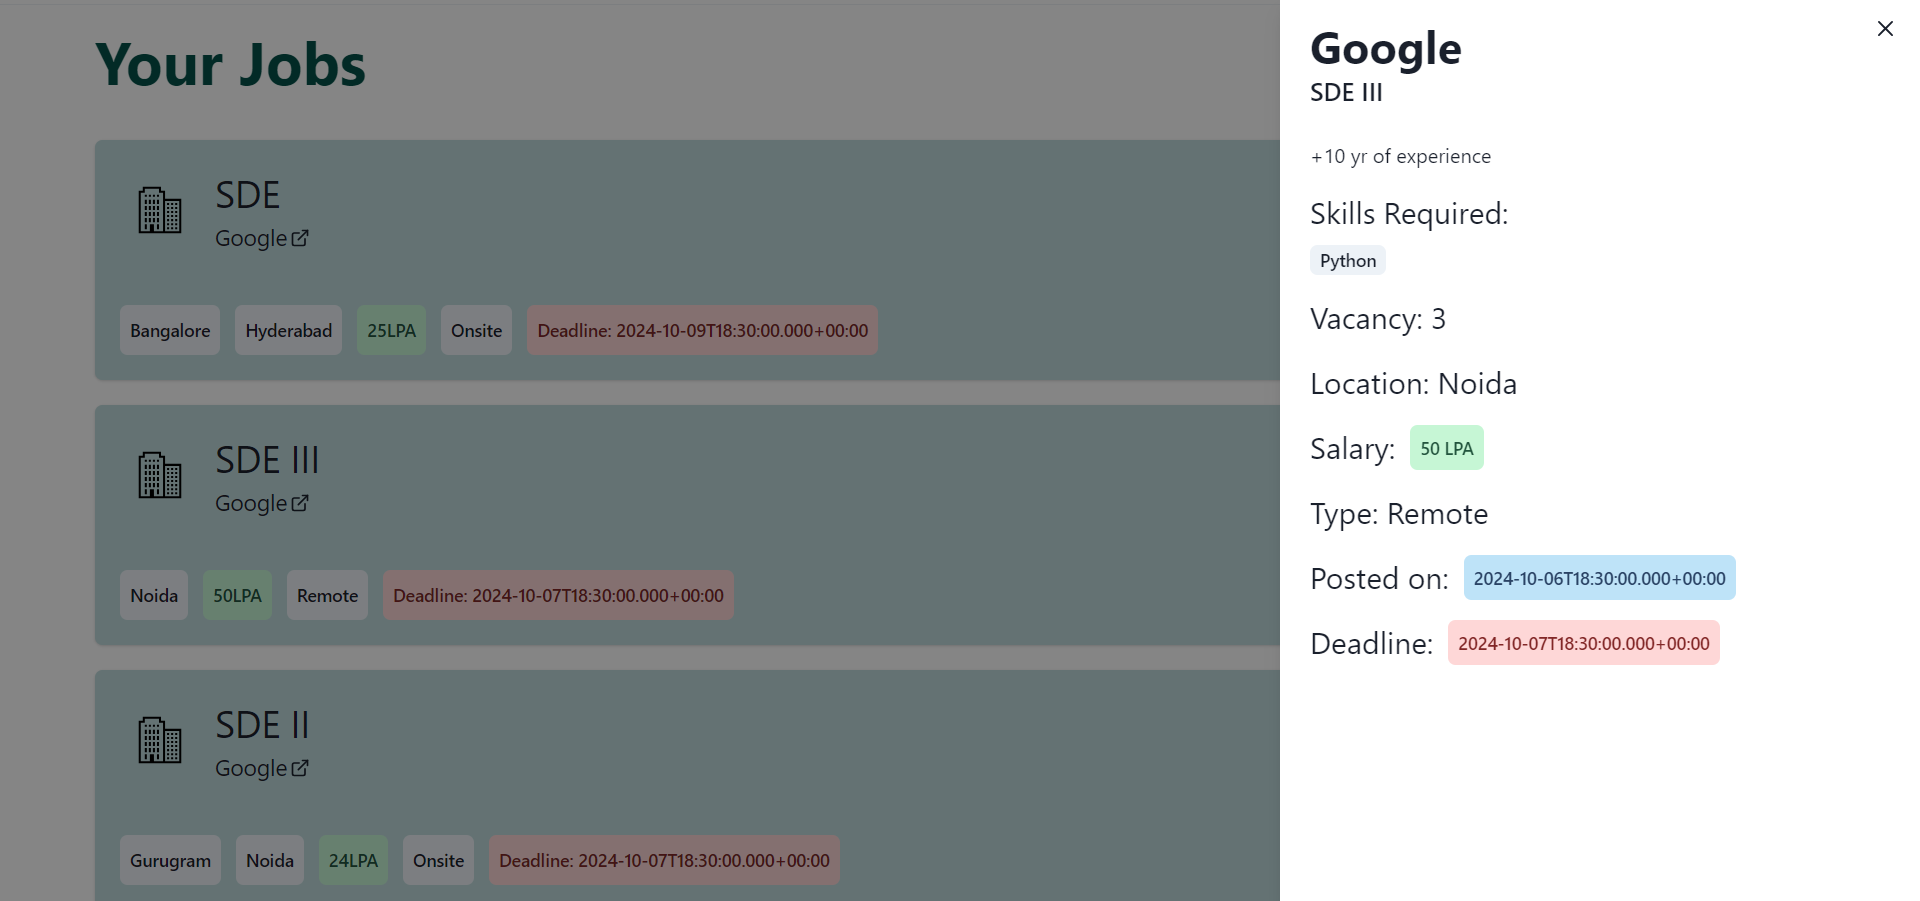 Your Jobs
SDE
Google
Bangalore Hyderabad 25LPA Onsite Deadline: 2024-10-09T18:30:00.000+00:00
SDE III
Google
Noida 50LPA Remote Deadline: 2024-10-07T18:30:00.000+00:00
SDE II
Google
Gurugram Noida 24LPA Onsite Deadline: 2024-10-07T18:30:00.000+00:00
Google
SDE III
+10 yr of experience
Skills Required:
Python
Vacancy: 3
Location: Noida
Salary: 50 LPA
Type: Remote
Posted on: 2024-10-06T18:30:00.000+00:00
Deadline: 2024-10-07T18:30:00.000+00:00